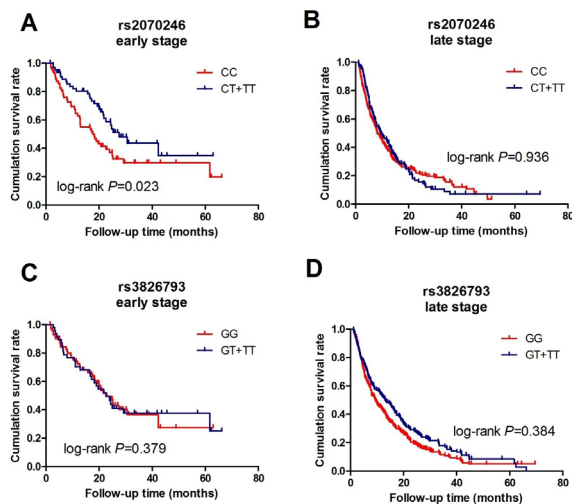 A
rs2070246
early stage
Cumulation survival rate
1.0
0.8
0.6
0.4
0.2
0.0
CC
CT+TT
log-rank P=0.023
0 20 40 60 80
Follow-up time (months)
B
rs2070246
late stage
Cumulation survival rate
1.0
0.8
0.6
0.4
0.2
0.0
CC
CT+TT
log-rank P=0.936
0 20 40 60 80
Follow-up time (months)
C
rs3826793
early stage
Cumulation survival rate
1.0
0.8
0.6
0.4
0.2
0.0
GG
GT+TT
log-rank P=0.379
0 20 40 60 80
Follow-up time (months)
D
rs3826793
late stage
Cumulation survival rate
1.0
0.8
0.6
0.4
0.2
0.0
GG
GT+TT
log-rank P=0.384
0 20 40 60 80
Follow-up time (months)